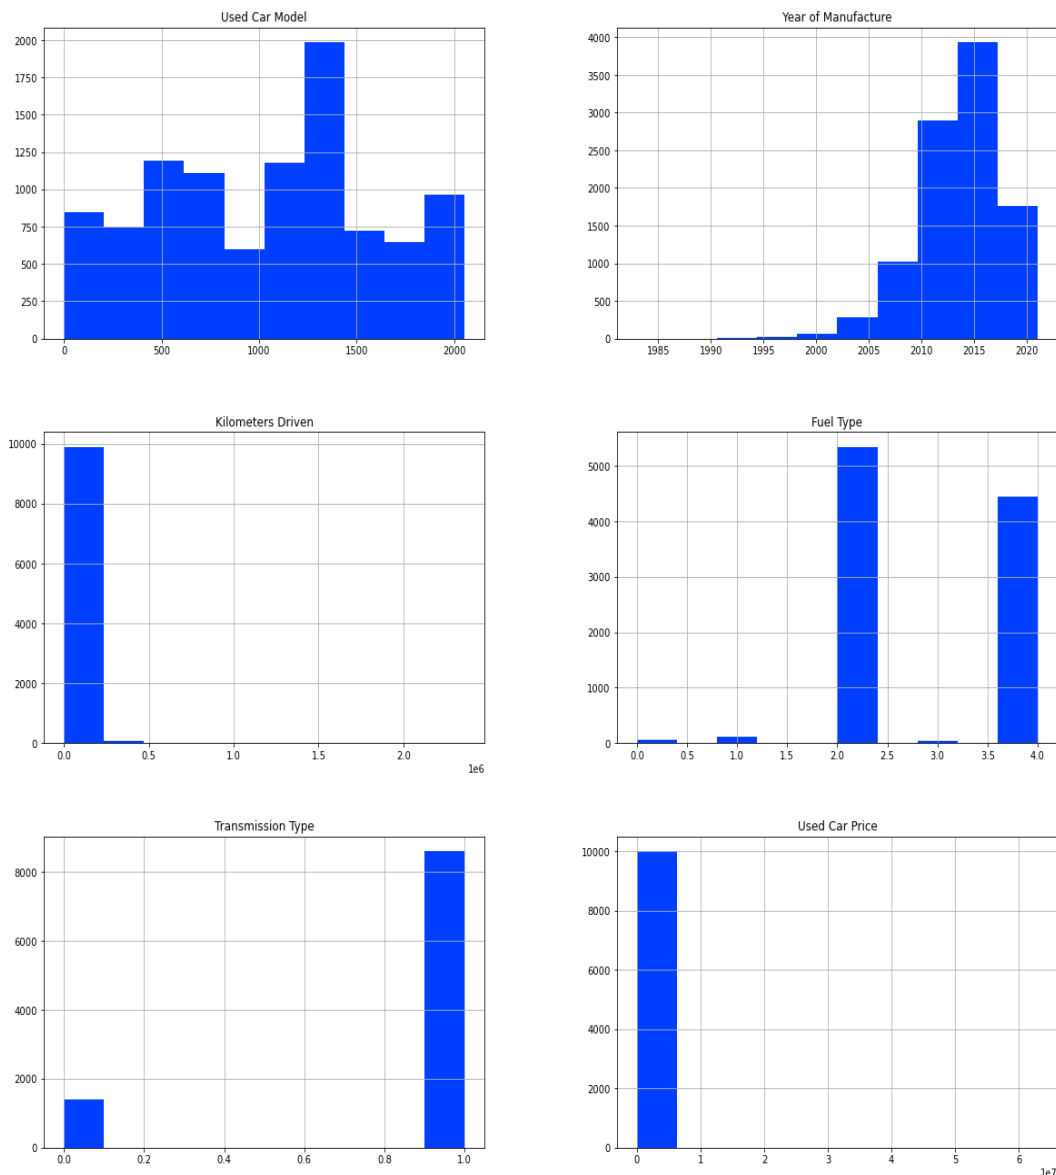 Used Car Model
2000
1750
1500
1250
1000
750
500
250
0
0 500 1000 1500 2000
Year of Manufacture
4000
3500
3000
2500
2000
1500
1000
500
0
1985 1990 1995 2000 2005 2010 2015 2020
Kilometers Driven
10000
8000
6000
4000
2000
0
0.0 0.5 1.0 1.5 2.0
1e6
Fuel Type
5000
4000
3000
2000
1000
0
0.0 0.5 1.0 1.5 2.0 2.5 3.0 3.5 4.0
Transmission Type
8000
6000
4000
2000
0
0.0 0.2 0.4 0.6 0.8 1.0
Used Car Price
10000
8000
6000
4000
2000
0
0 1 2 3 4 5 6
1e7